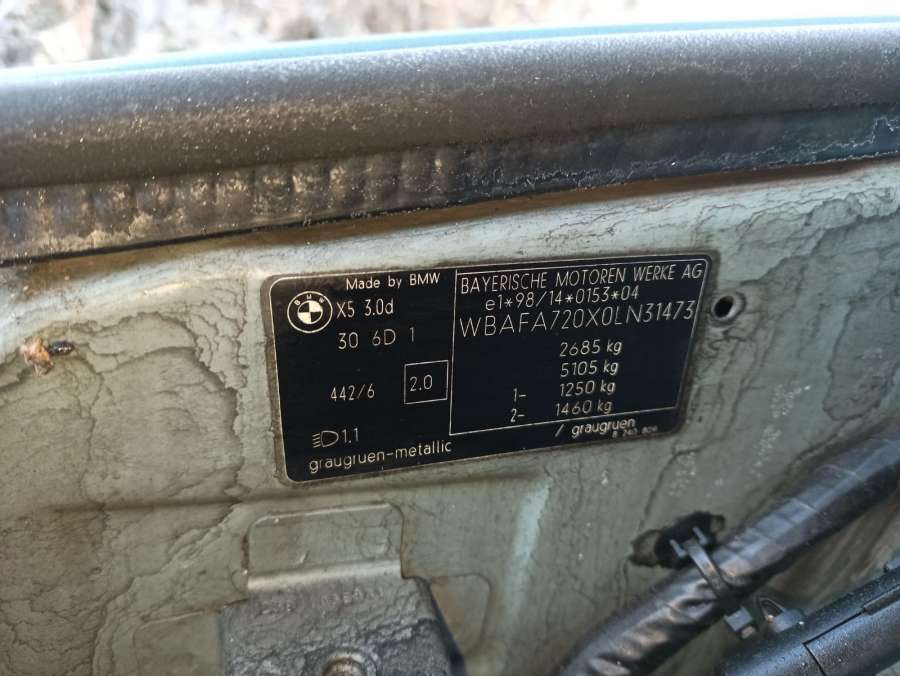 Made by BMW
BMW
X5 3.0d
30 6D 1
442/6
2.0
1.1
graugruen-metallic
BAYERISCHE MOTOREN WERKE AG
e1*98/14*0153*04
WBAFA720X0LN31473
2685 kg
5105 kg
1- 1250 kg
2- 1460 kg
/ graugruen